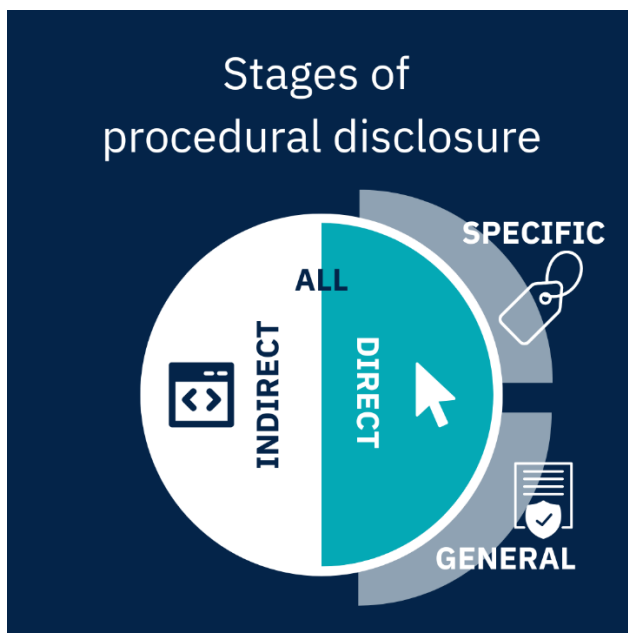 Stages of
procedural disclosure
SPECIFIC
ALL
INDIRECT
DIRECT
GENERAL